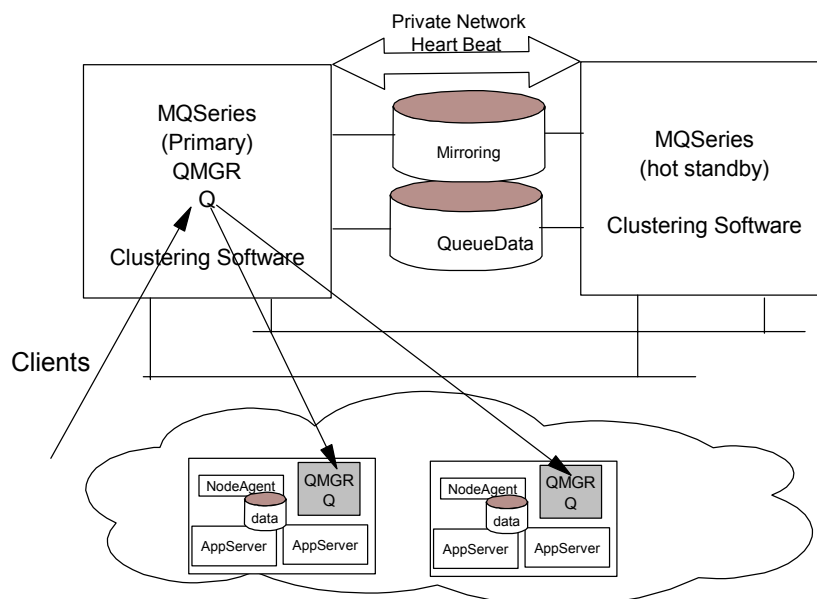 Private Network
Heart Beat
MQSeries
(Primary)
QMGR
Q
Clustering Software
Mirroring
QueueData
MQSeries
(hot standby)
Clustering Software
Clients
NodeAgent
QMGR
Q
data
AppServer
AppServer
NodeAgent
QMGR
Q
data
AppServer
AppServer